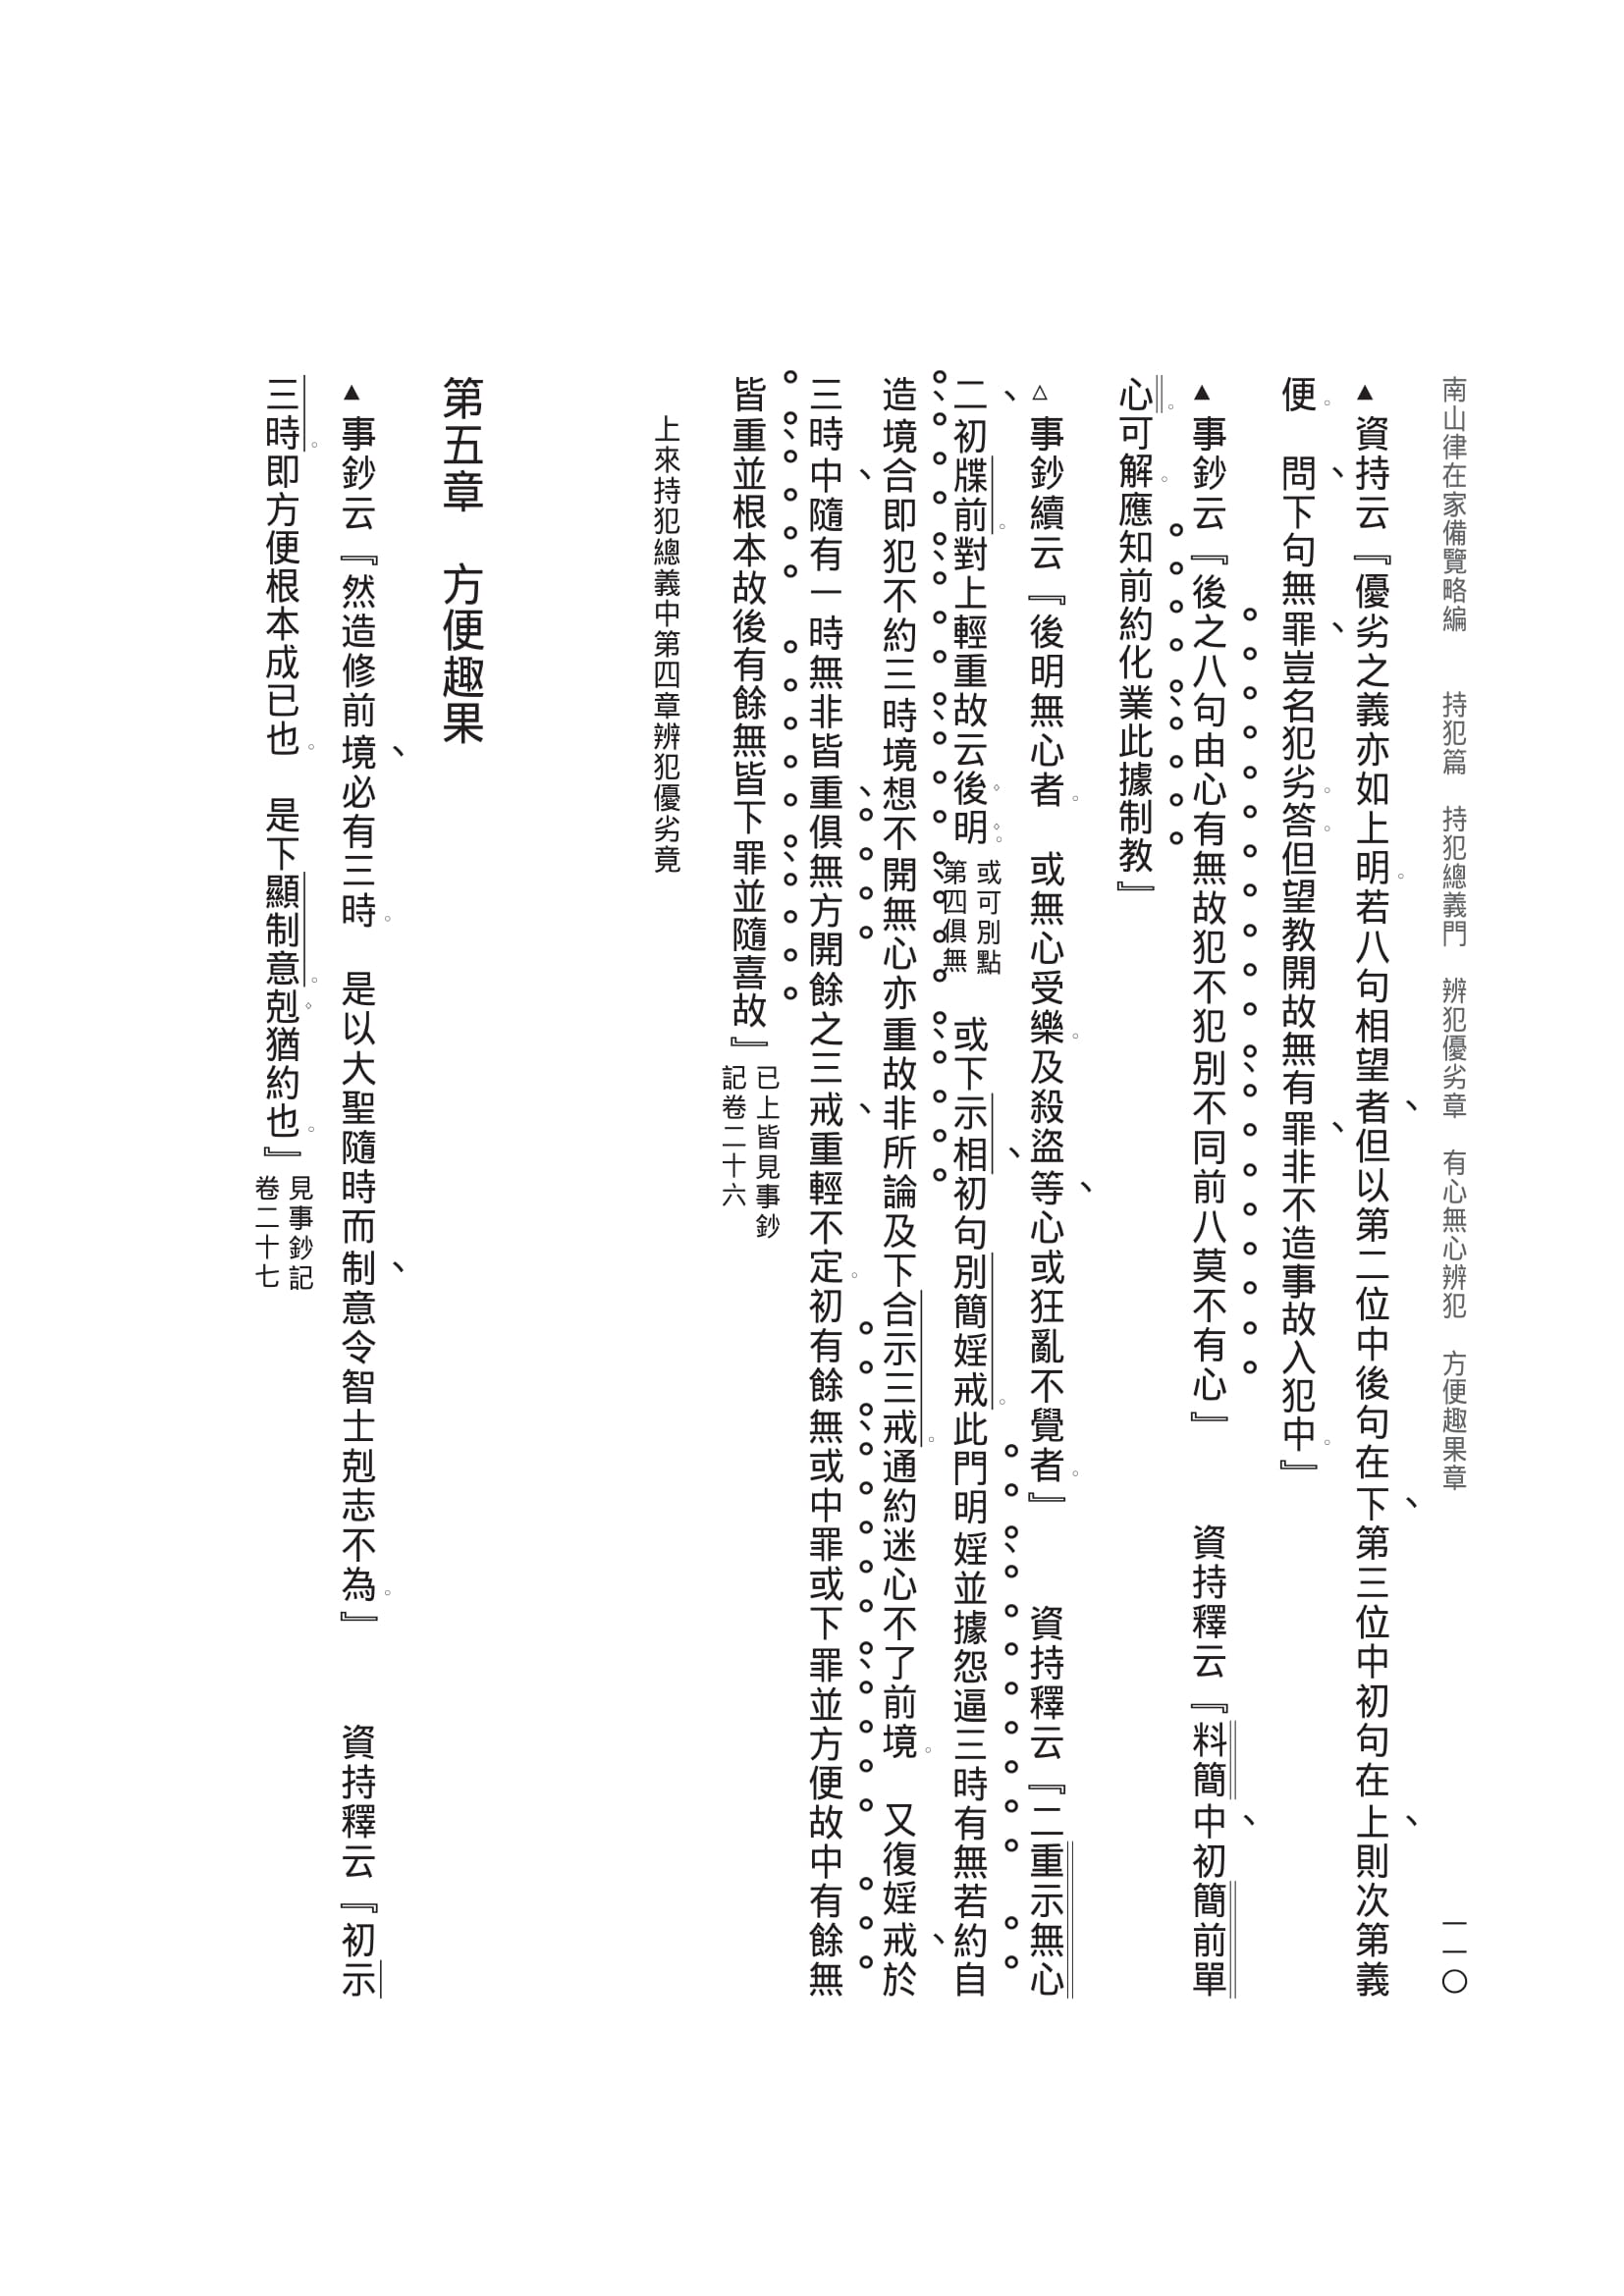 南山律在家備覽略編　持犯篇　持犯總義門　辨犯優劣章　有心無心辨犯　方便趣果章　一一〇
▲資持云『優劣之義亦如上明。若八句相望、者但以第二位中後句在、下第三位中初句在、上則次第義
便。　問、下句無罪、豈名犯劣。答。但望教開故無有罪、非不造事故入犯中。』
▲事鈔云『後之八句由心有無故犯不犯別不同前八莫不有心』　資持釋云『料簡中、初簡前單
心。可解。應知前約化業此據制教』
△事鈔續云『後明無心者。　或無心受樂。及殺盜等、心或狂亂不覺者。』　資持釋云『二重示無心
二、初牒前。對上輕重故云後明。或可別點第四俱無　或下示相、初句別簡婬戒。此門明婬並據怨逼三時有無若約自
造境合即犯不約三時境想不開無心亦重故非所論及下合示三戒。通約迷心不了前境。　又復婬戒、於
三時中、隨有一時無非皆重、俱無方開餘之三戒、重輕不定。初有餘無或中罪或下罪並方便故中有餘無
皆重並根本故後有餘無皆下罪並隨喜故』已上皆見事鈔記卷二十六
上來持犯總義中第四章辨犯優劣竟
第五章　方便趣果
▲事鈔云『然造修前境、必有三時。　是以大聖隨時而制、意令智士剋志不為。』　資持釋云『初示
三時。即方便根本成已也。　是下顯制意。剋猶約也。』見事鈔記卷二十七